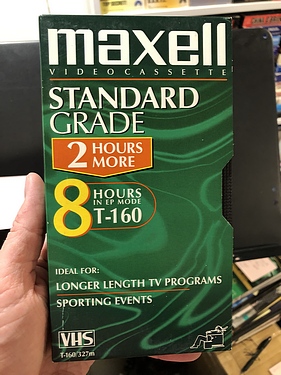 maxell
VIDEOCASSETTE
STANDARD
GRADE
2 HOURS
MORE
8 HOURS
IN EP MODE
T-160
IDEAL FOR:
LONGER LENGTH TV PROGRAMS
SPORTING EVENTS
VHS
T-160/327m